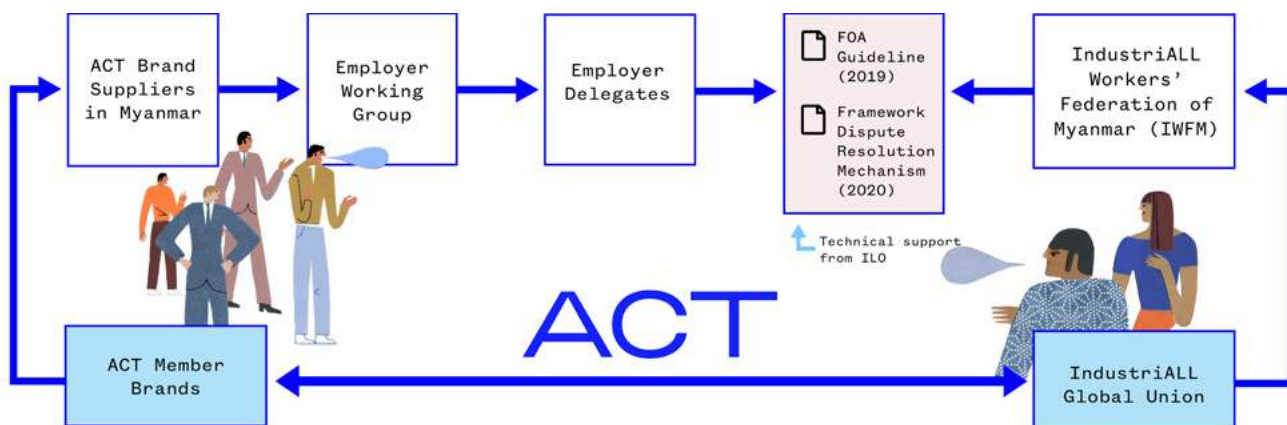 ACT Brand
Suppliers
in Myanmar
Employer
Working
Group
Employer
Delegates
FOA
Guideline
(2019)
Framework
Dispute
Resolution
Mechanism
(2020)
IndustriALL
Workers’
Federation of
Myanmar (IWFM)
Technical support
from ILO
ACT
ACT Member
Brands
IndustriALL
Global Union